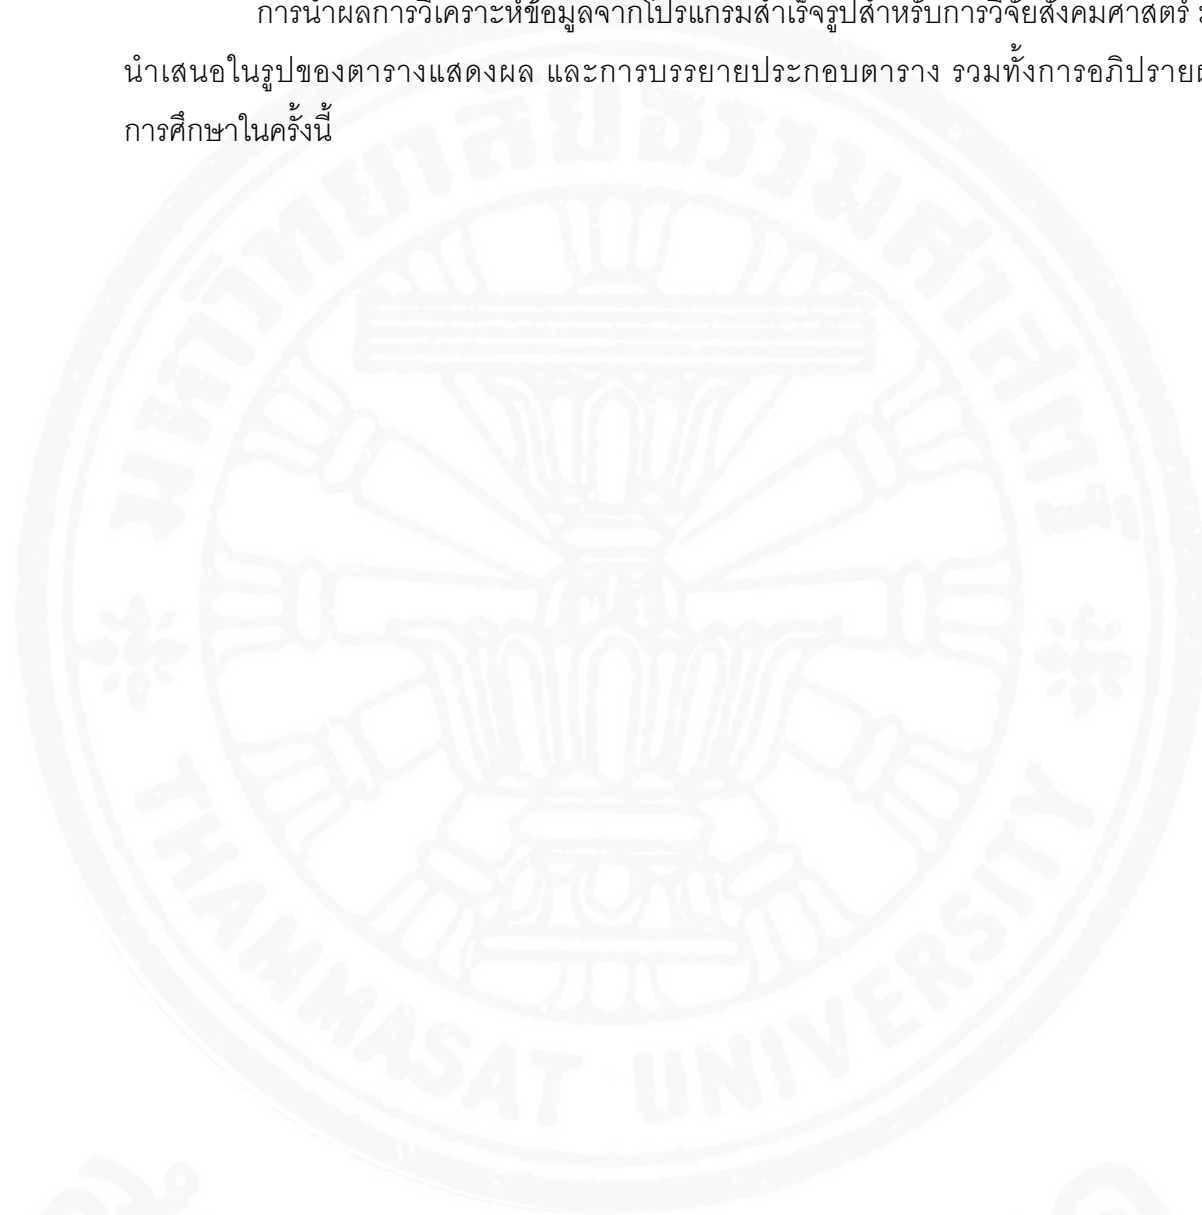 การนำผลการวิเคราะห์ข้อมูลจากโปรแกรมสำเร็จรูปสำหรับการวิจัยสังคมศาสตร์
นำเสนอในรูปของตารางแสดงผล และการบรรยายประกอบตาราง รวมทั้งการอภิปราย
การศึกษาในครั้งนี้
มหาวิทยาลัยธรรมศาสตร์
THAMMASAT UNIVERSITY